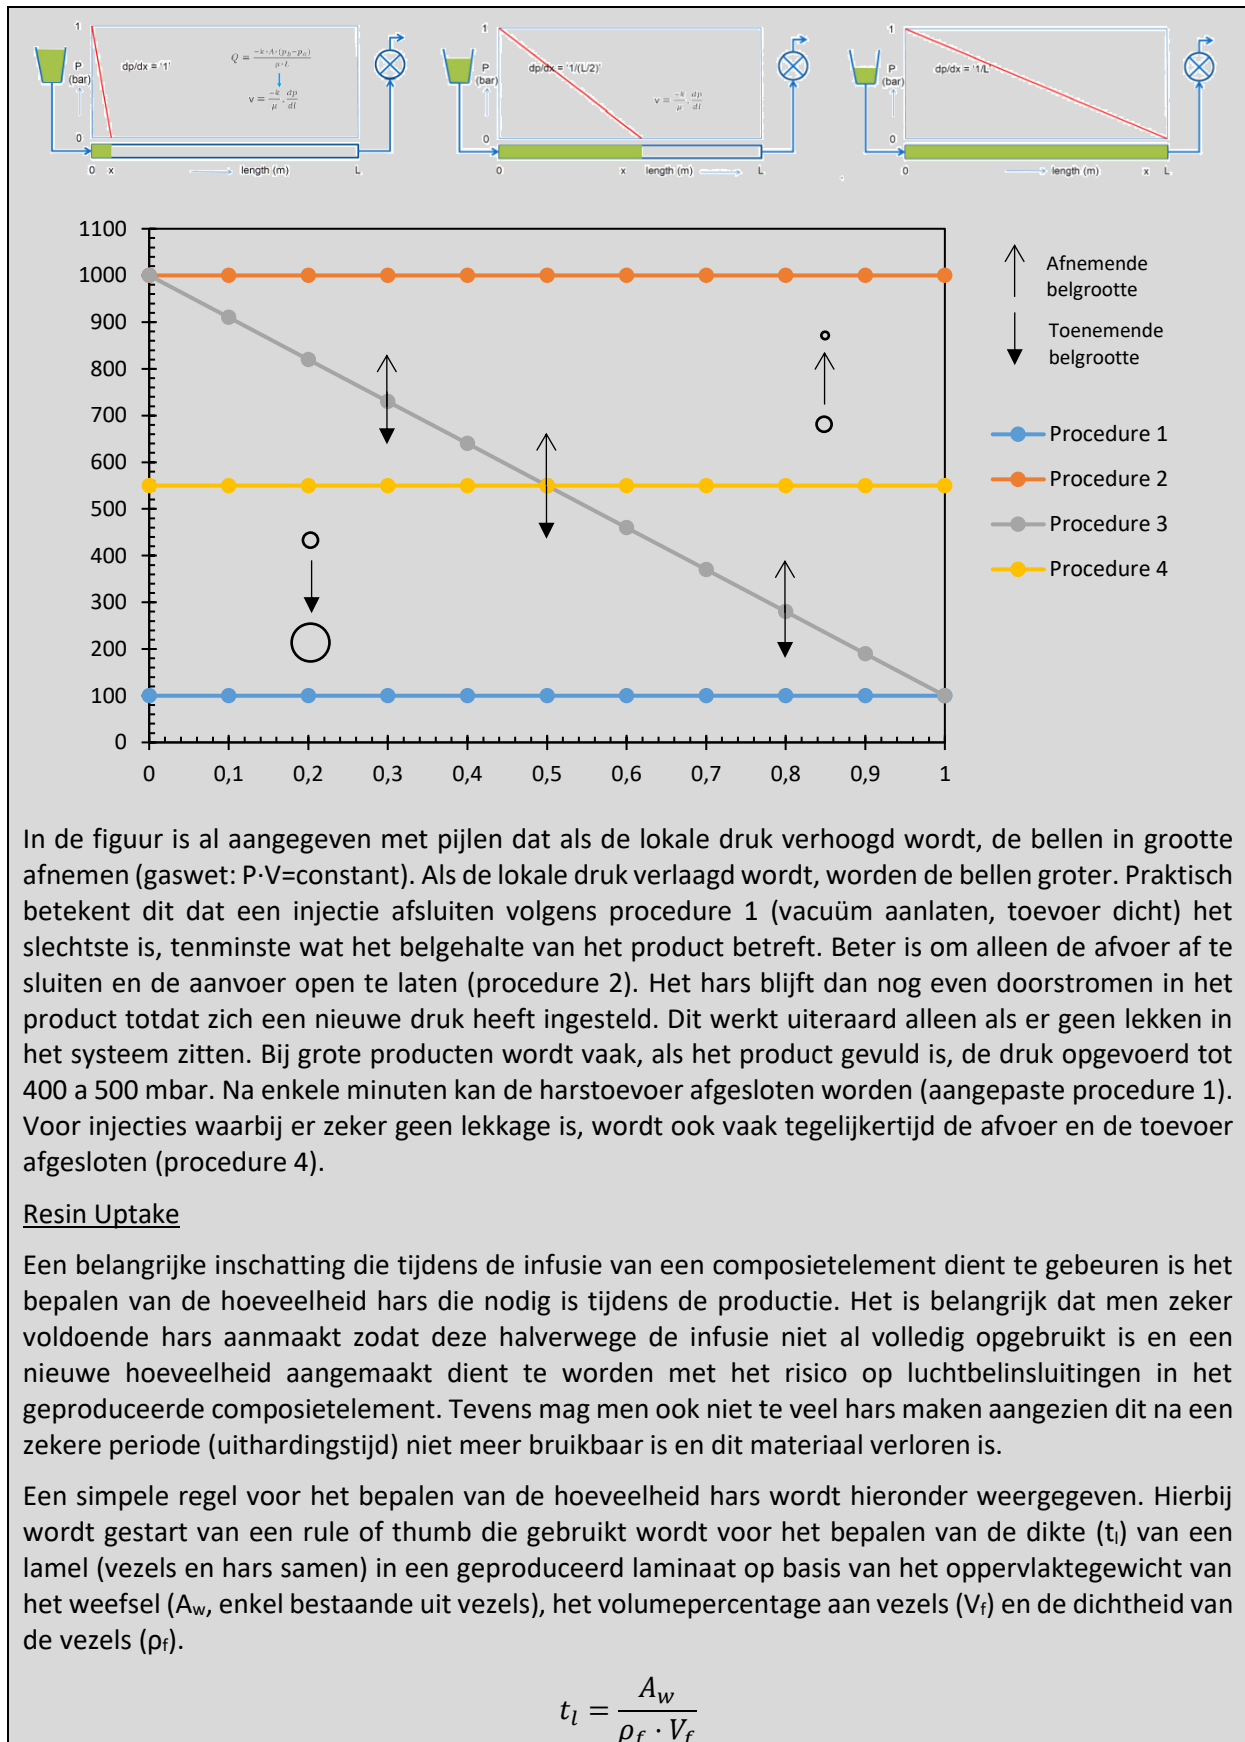 1
P
(bar)
0
dp/dx = '1'
Q = −k·A·(p_b−p_a) / μ·L
v = −k/μ · dp/dl
0 x length (m) L
1
P
(bar)
0
dp/dx = '1/(L/2)'
v = −k/μ · dp/dl
0 x length (m) L
1
P
(bar)
0
dp/dx = '1/L'
0 length (m) x L
1100
1000
900
800
700
600
500
400
300
200
100
0
0 0,1 0,2 0,3 0,4 0,5 0,6 0,7 0,8 0,9 1
Afnemende
belgrootte
Toenemende
belgrootte
Procedure 1
Procedure 2
Procedure 3
Procedure 4
In de figuur is al aangegeven met pijlen dat als de lokale druk verhoogd wordt, de bellen in grootte
afnemen (gaswet: P·V=constant). Als de lokale druk verlaagd wordt, worden de bellen groter. Praktisch
betekent dit dat een injectie afsluiten volgens procedure 1 (vacuüm aanlaten, toevoer dicht) het
slechtste is, tenminste wat het belgehalte van het product betreft. Beter is om alleen de afvoer af te
sluiten en de aanvoer open te laten (procedure 2). Het hars blijft dan nog even doorstromen in het
product totdat zich een nieuwe druk heeft ingesteld. Dit werkt uiteraard alleen als er geen lekken in
het systeem zitten. Bij grote producten wordt vaak, als het product gevuld is, de druk opgevoerd tot
400 a 500 mbar. Na enkele minuten kan de harstoevoer afgesloten worden (aangepaste procedure 1).
Voor injecties waarbij er zeker geen lekkage is, wordt ook vaak tegelijkertijd de afvoer en de toevoer
afgesloten (procedure 4).
Resin Uptake
Een belangrijke inschatting die tijdens de infusie van een composietelement dient te gebeuren is het
bepalen van de hoeveelheid hars die nodig is tijdens de productie. Het is belangrijk dat men zeker
voldoende hars aanmaakt zodat deze halverwege de infusie niet al volledig opgebruikt is en een
nieuwe hoeveelheid aangemaakt dient te worden met het risico op luchtbelinsluitingen in het
geproduceerde composietelement. Tevens mag men ook niet te veel hars maken aangezien dit na een
zekere periode (uithardingstijd) niet meer bruikbaar is en dit materiaal verloren is.
Een simpele regel voor het bepalen van de hoeveelheid hars wordt hieronder weergegeven. Hierbij
wordt gestart van een rule of thumb die gebruikt wordt voor het bepalen van de dikte (t_l) van een
lamel (vezels en hars samen) in een geproduceerd laminaat op basis van het oppervlaktegewicht van
het weefsel (A_w, enkel bestaande uit vezels), het volumepercentage aan vezels (V_f) en de dichtheid van
de vezels (ρ_f).
t_l = A_w / ρ_f · V_f